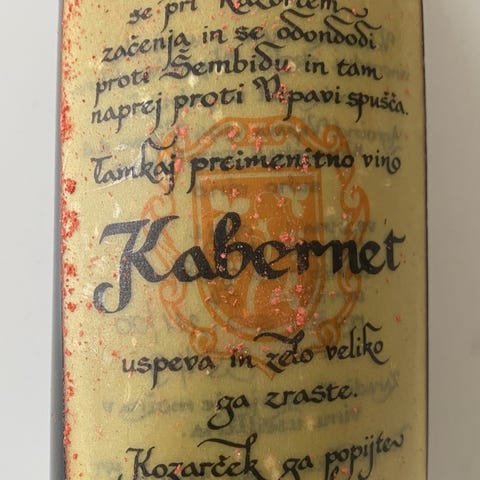 se pri Kazaršem
začenja in se odondodi
proti Šembidu in tam
naprej proti Vipavi spušča.
Tamkaj preimenitno vino
Kabernet
uspeva in zelo veliko
ga zraste.
Kozarček ga popijte